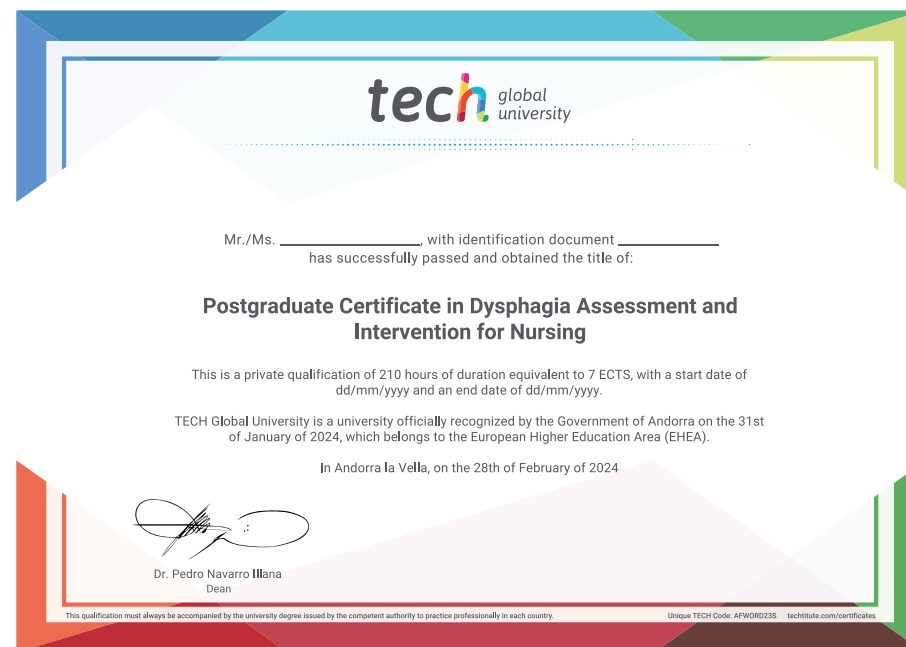 tech global university
Mr./Ms. ____________, with identification document ____________
has successfully passed and obtained the title of:
Postgraduate Certificate in Dysphagia Assessment and
Intervention for Nursing
This is a private qualification of 210 hours of duration equivalent to 7 ECTS, with a start date of
dd/mm/yyyy and an end date of dd/mm/yyyy.
TECH Global University is a university officially recognized by the Government of Andorra on the 31st
of January of 2024, which belongs to the European Higher Education Area (EHEA).
In Andorra la Vella, on the 28th of February of 2024
Dr. Pedro Navarro Illana
Dean
This qualification must always be accompanied by the university degree issued by the competent authority to practice professionally in each country.
Unique TECH Code: AFWORD23S techtitute.com/certificates